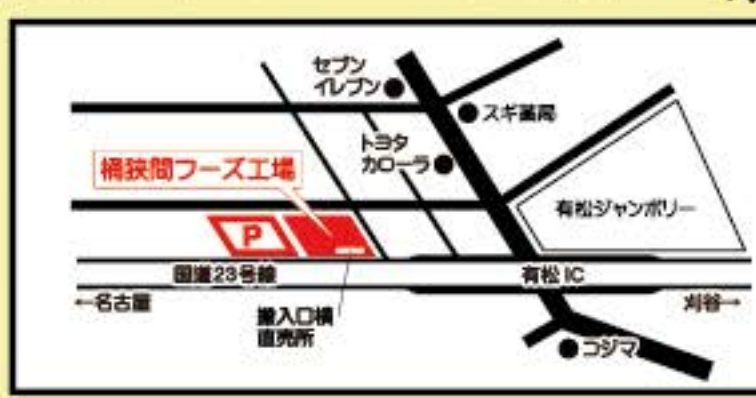 セブン
イレブン
スギ薬局
トヨタ
カローラ
桶狭間フーズ工場
有松ジャンボリー
P
国道23号線
有松IC
←名古屋
刈谷→
搬入口横
直売所
コジマ